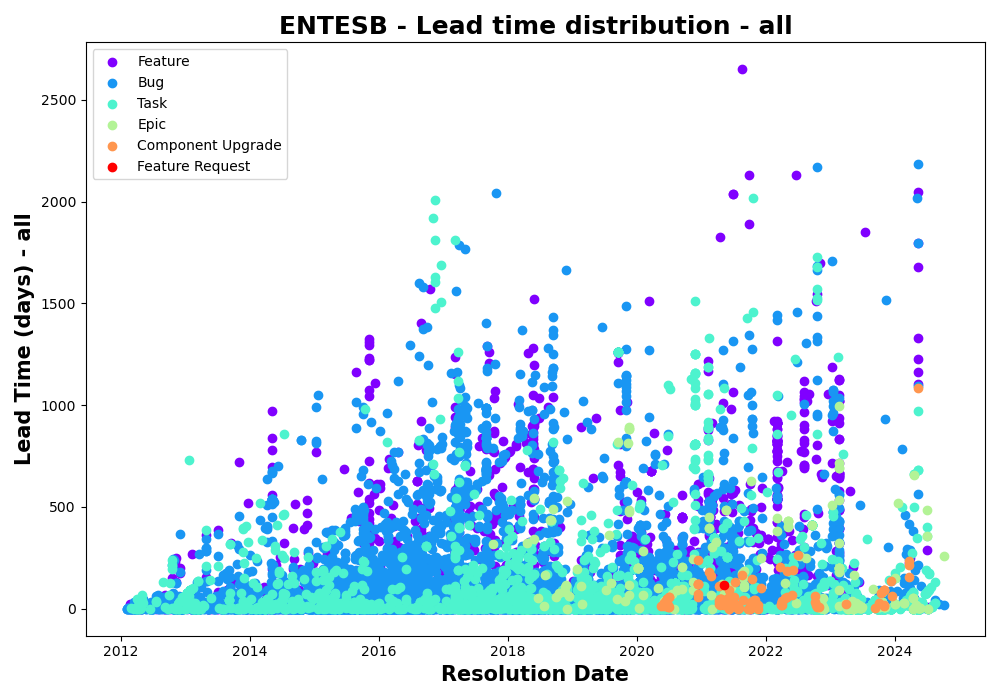 ENTESB - Lead time distribution - all
Feature
Bug
Task
Epic
Component Upgrade
Feature Request
Lead Time (days) - all
2500
2000
1500
1000
500
0
2012
2014
2016
2018
2020
2022
2024
Resolution Date